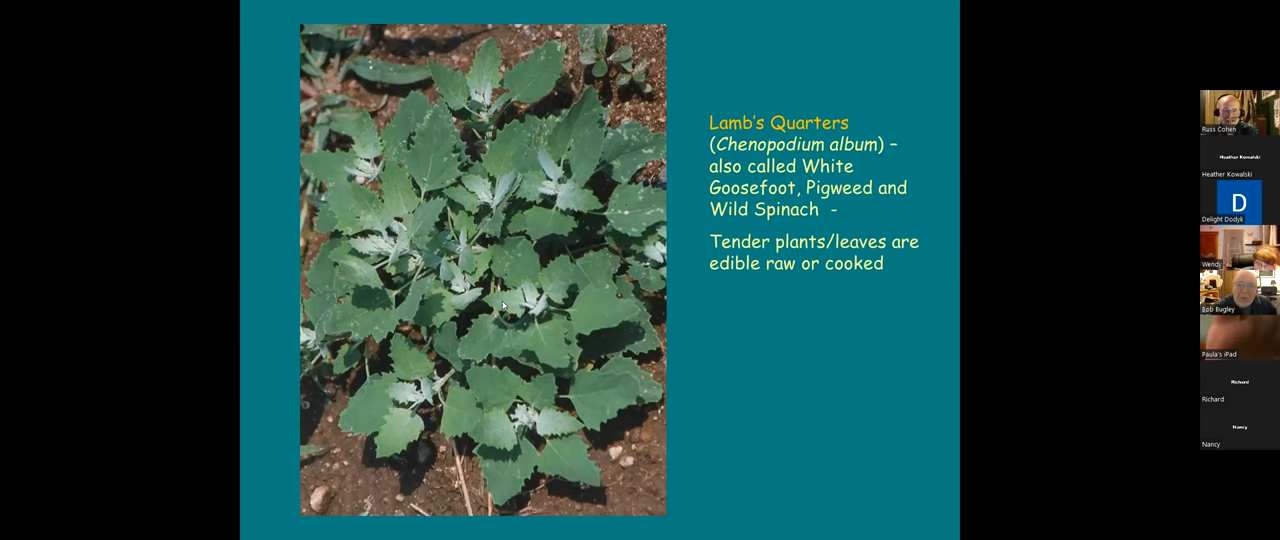 Lamb's Quarters
(Chenopodium album) –
also called White
Goosefoot, Pigweed and
Wild Spinach -
Tender plants/leaves are
edible raw or cooked
Russ Cohen
Heather Kowalski
Heather Kowalski
D
Delight Dodyk
Wendy
Bob Bugley
Paula's iPad
Richard
Richard
Nancy
Nancy